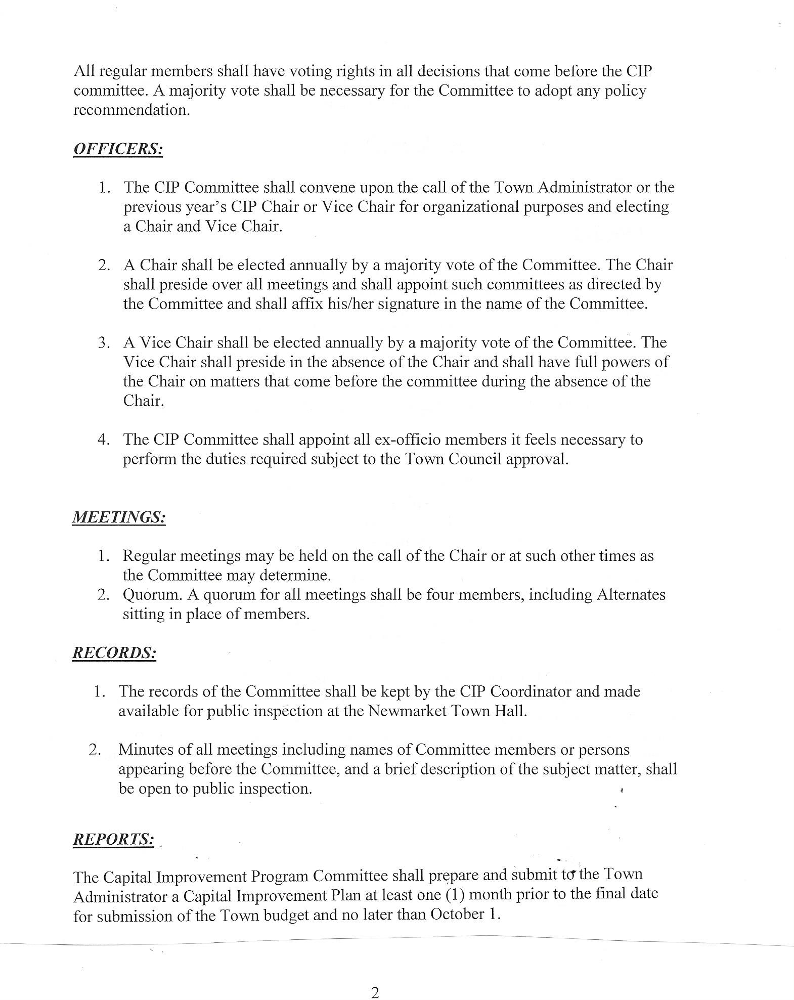 All regular members shall have voting rights in all decisions that come before the CIP
committee. A majority vote shall be necessary for the Committee to adopt any policy
recommendation.
OFFICERS:
1. The CIP Committee shall convene upon the call of the Town Administrator or the
previous year’s CIP Chair or Vice Chair for organizational purposes and electing
a Chair and Vice Chair.
2. A Chair shall be elected annually by a majority vote of the Committee. The Chair
shall preside over all meetings and shall appoint such committees as directed by
the Committee and shall affix his/her signature in the name of the Committee.
3. A Vice Chair shall be elected annually by a majority vote of the Committee. The
Vice Chair shall preside in the absence of the Chair and shall have full powers of
the Chair on matters that come before the committee during the absence of the
Chair.
4. The CIP Committee shall appoint all ex-officio members it feels necessary to
perform the duties required subject to the Town Council approval.
MEETINGS:
1. Regular meetings may be held on the call of the Chair or at such other times as
the Committee may determine.
2. Quorum. A quorum for all meetings shall be four members, including Alternates
sitting in place of members.
RECORDS:
1. The records of the Committee shall be kept by the CIP Coordinator and made
available for public inspection at the Newmarket Town Hall.
2. Minutes of all meetings including names of Committee members or persons
appearing before the Committee, and a brief description of the subject matter, shall
be open to public inspection.
REPORTS:
The Capital Improvement Program Committee shall prepare and submit to the Town
Administrator a Capital Improvement Plan at least one (1) month prior to the final date
for submission of the Town budget and no later than October 1.
2